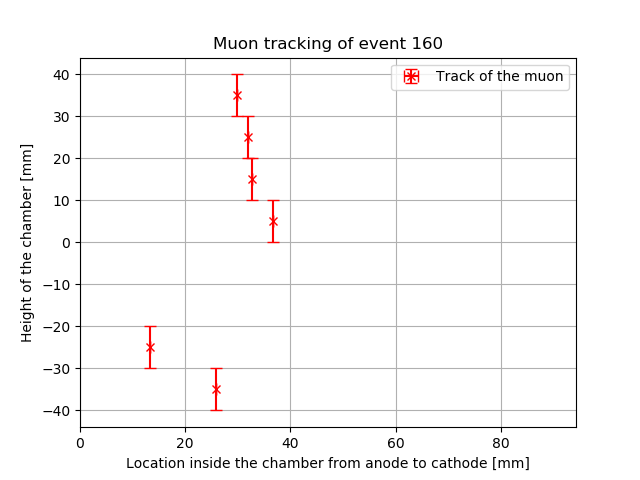 Muon tracking of event 160
Track of the muon
Height of the chamber [mm]
40
30
20
10
0
−10
−20
−30
−40
0 20 40 60 80
Location inside the chamber from anode to cathode [mm]